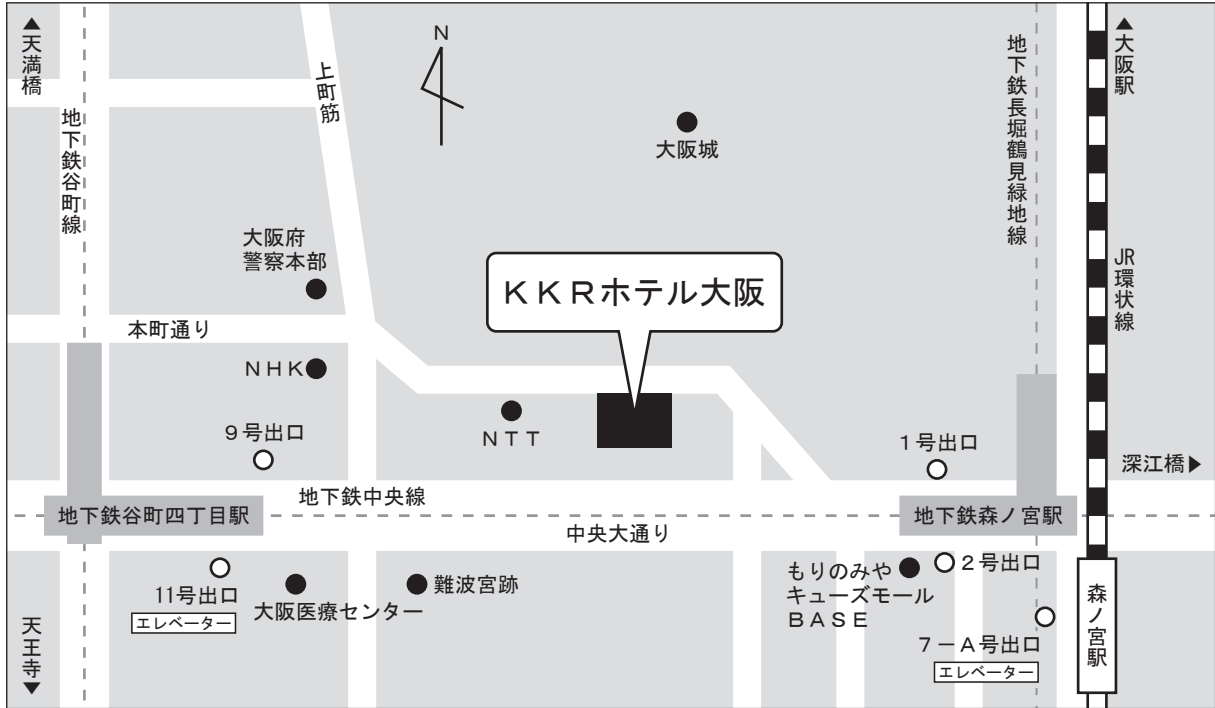 ▲天満橋
地下鉄谷町線
上町筋
N
大阪城
地下鉄長堀鶴見緑地線
▲大阪駅
JR環状線
大阪府
警察本部
ＫＫＲホテル大阪
本町通り
ＮＨＫ
ＮＴＴ
９号出口
１号出口
深江橋▶
地下鉄中央線
地下鉄谷町四丁目駅
地下鉄森ノ宮駅
中央大通り
11号出口
エレベーター
大阪医療センター
難波宮跡
もりのみや
キューズモール
ＢＡＳＥ
２号出口
７－Ａ号出口
エレベーター
森ノ宮駅
天王寺▼